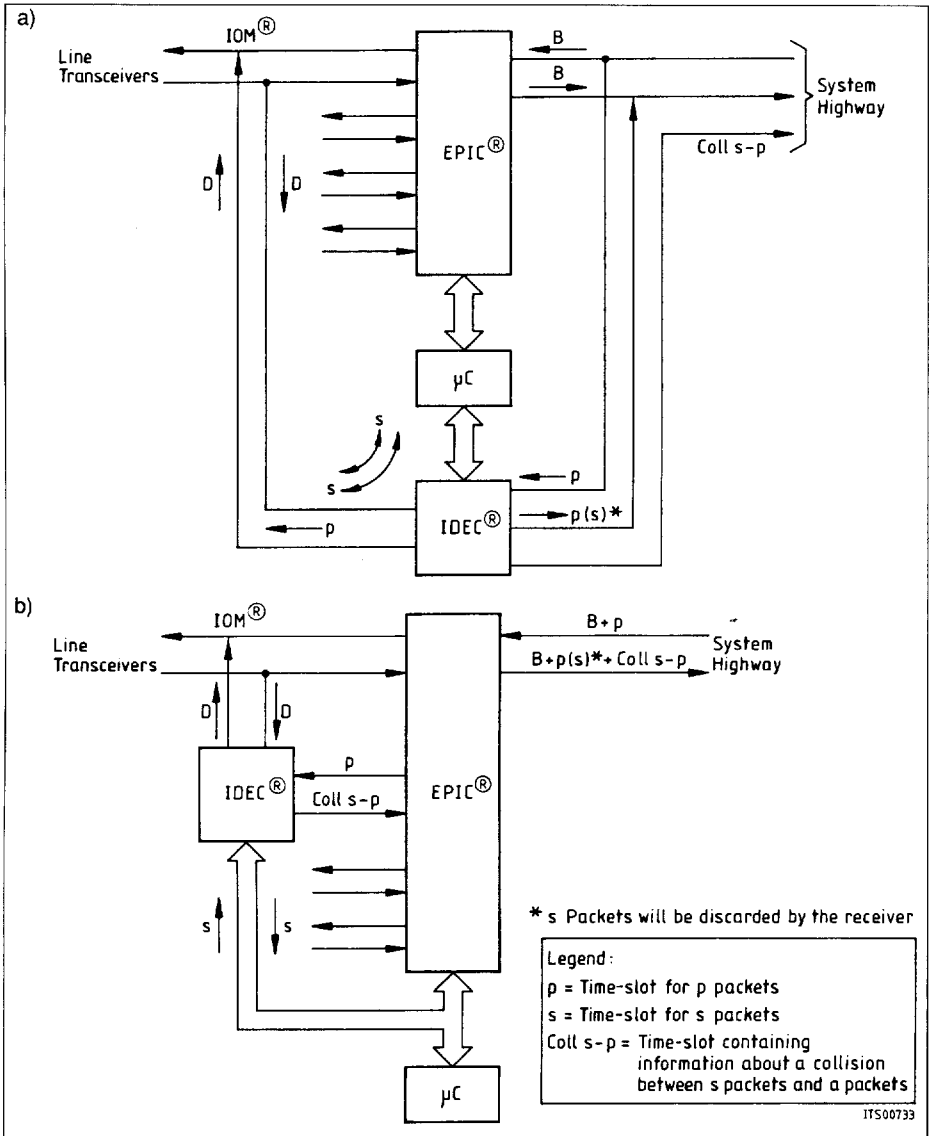 a)
IOM®
Line
Transceivers
B
B
System
Highway
Coll s-p
EPIC®
D
D
µC
s
s
p
p
p(s)*
IDEC®
b)
IOM®
Line
Transceivers
B+p
B+p(s)*+Coll s-p
System
Highway
D
D
IDEC®
p
Coll s-p
EPIC®
s
s
µC
* s Packets will be discarded by the receiver
Legend:
p = Time-slot for p packets
s = Time-slot for s packets
Coll s-p = Time-slot containing
information about a collision
between s packets and a packets
ITS00733